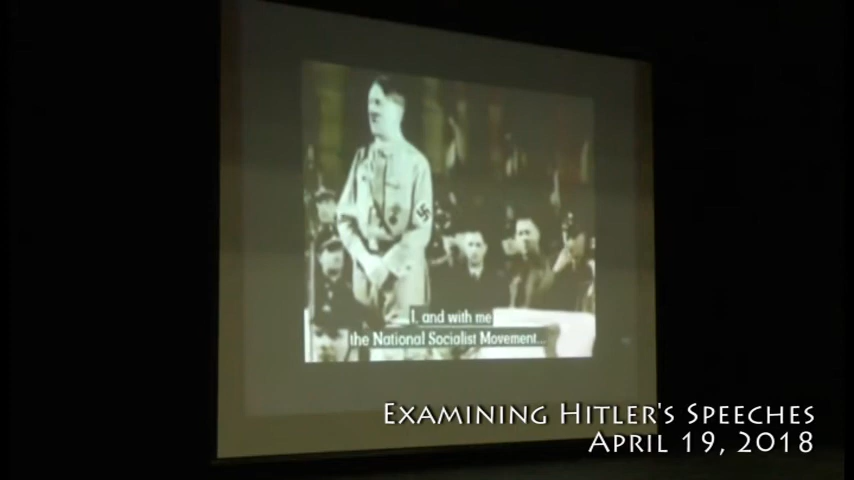 I, and with me
the National Socialist Movement...
Examining Hitler's Speeches
April 19, 2018